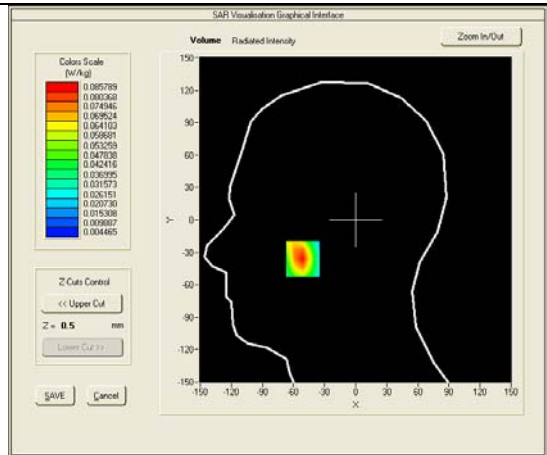 SAR Visualisation Graphical Interface
Volume Radiated Intensity
Zoom In/Out
Colors Scale
(W/kg)
0.085789
0.080368
0.074946
0.069524
0.064103
0.058681
0.053259
0.047838
0.042416
0.036995
0.031573
0.026151
0.020730
0.015308
0.009887
0.004465
Z Cuts Control
<< Upper Cut
Z = 0.5 mm
Lower Cut >>
SAVE Cancel
150-
120-
90-
60-
30-
0-
-30-
-60-
-90-
-120-
-150-
Y
-150 -120 -90 -60 -30 0 30 60 90 120 150
X